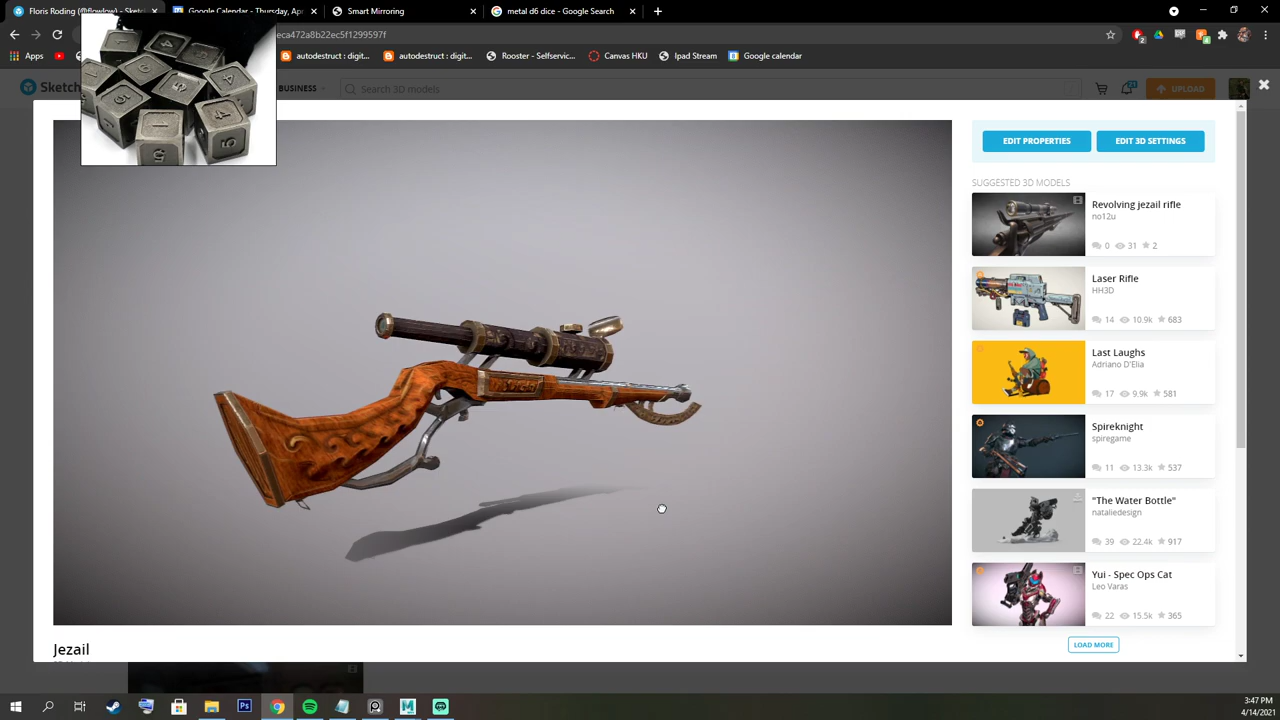 Floris Roding (@flowflow) - Sketch
Google Calendar - Thursday, Apr
Smart Mirroring
metal d6 dice - Google Search
eca472a8b22ec5f1299597f
Apps
autodestruct : digit...
autodestruct : digit...
Rooster - Selfservic...
Canvas HKU
Ipad Stream
Google calendar
Sketch
BUSINESS
Search 3D models
UPLOAD
EDIT PROPERTIES
EDIT 3D SETTINGS
SUGGESTED 3D MODELS
Revolving jezail rifle
no12u
0 31 2
Laser Rifle
HH3D
14 10.9k 683
Last Laughs
Adriano D'Elia
17 9.9k 581
Spireknight
spiregame
11 13.3k 537
"The Water Bottle"
nataliedesign
39 22.4k 917
Yui - Spec Ops Cat
Leo Varas
22 15.5k 365
LOAD MORE
Jezail
3:47 PM
4/14/2021